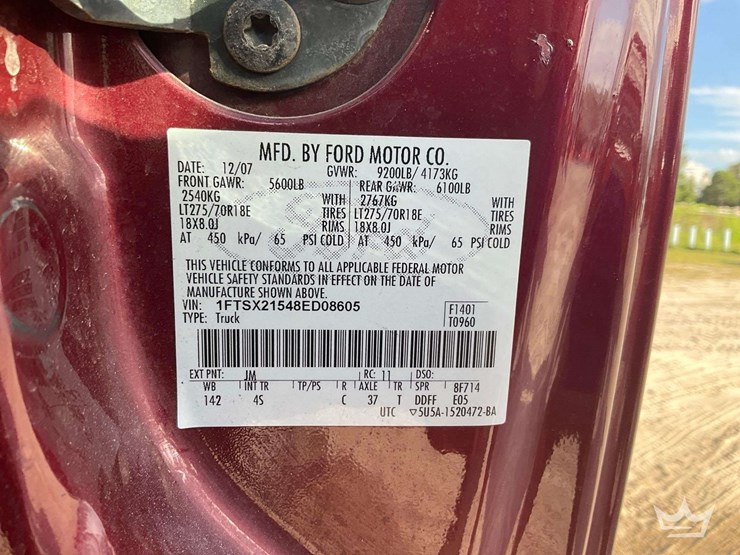 MFD. BY FORD MOTOR CO.
DATE: 12/07 GVWR: 9200LB/ 4173KG
FRONT GAWR: 5600LB REAR GAWR: 6100LB
2540KG WITH 2767KG WITH
LT275/70R18E TIRES LT275/70R18E TIRES
18X8.0J RIMS 18X8.0J RIMS
AT 450 kPa/ 65 PSI COLD AT 450 kPa/ 65 PSI COLD
THIS VEHICLE CONFORMS TO ALL APPLICABLE FEDERAL MOTOR
VEHICLE SAFETY STANDARDS IN EFFECT ON THE DATE OF
MANUFACTURE SHOWN ABOVE.
VIN: 1FTSX21548ED08605 F1401
TYPE: Truck T0960
EXT PNT: JM RC: 11 DSO:
WB INT TR TP/PS R AXLE TR SPR 8F714
142 4S C 37 T DDFF E05
UTC ▽5U5A-1520472-BA